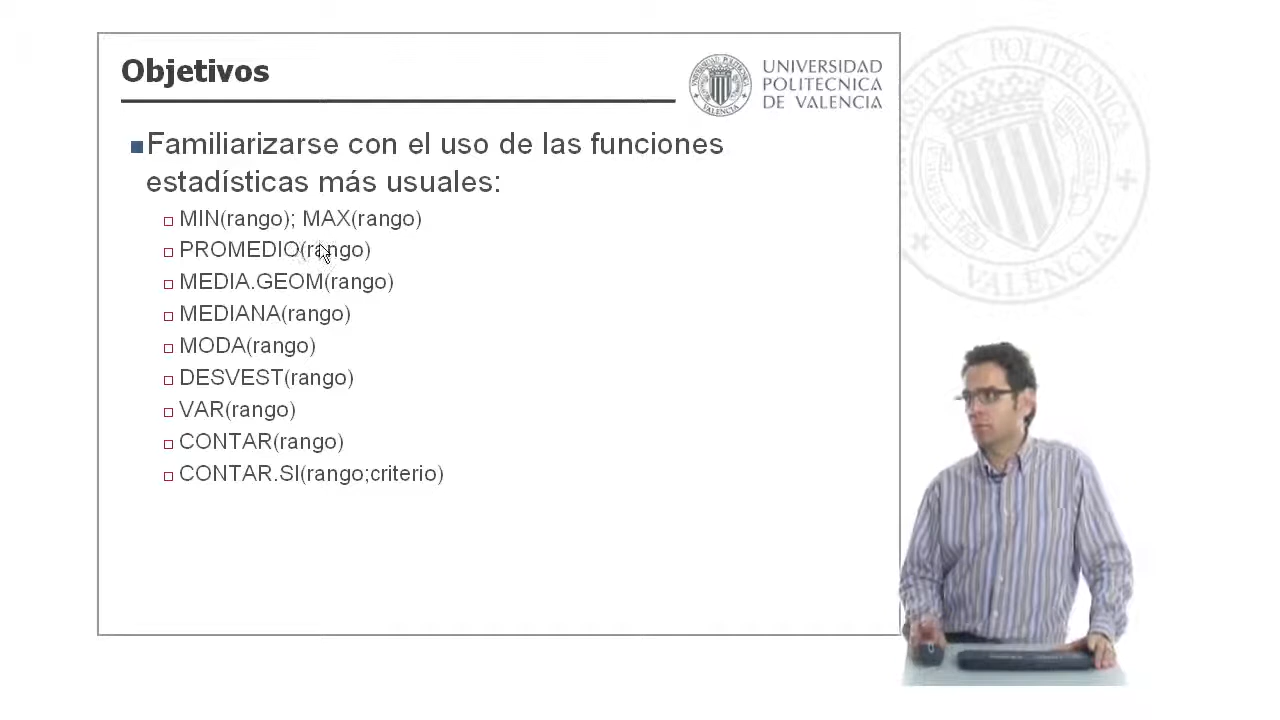 Objetivos
UNIVERSIDAD
POLITECNICA
DE VALENCIA
Familiarizarse con el uso de las funciones
estadísticas más usuales:
MIN(rango); MAX(rango)
PROMEDIO(rango)
MEDIA.GEOM(rango)
MEDIANA(rango)
MODA(rango)
DESVEST(rango)
VAR(rango)
CONTAR(rango)
CONTAR.SI(rango;criterio)